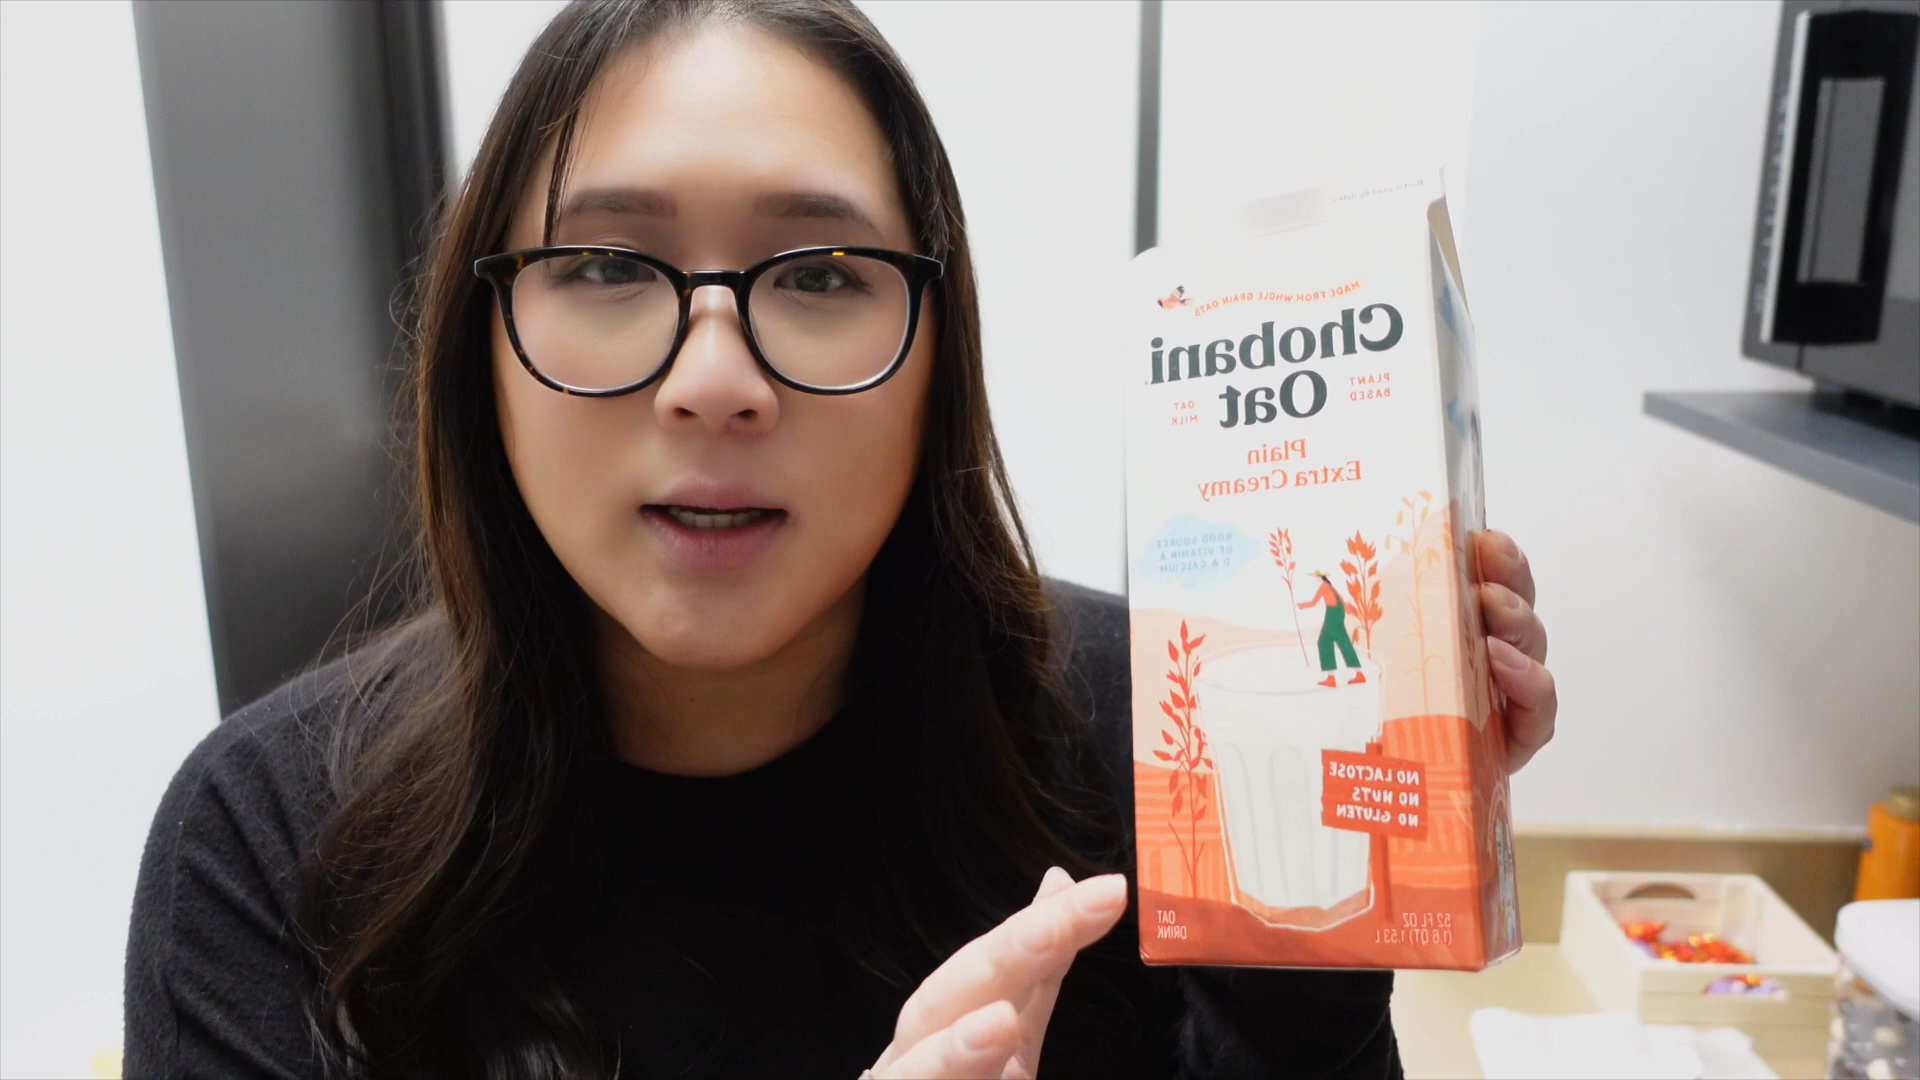 MADE FROM WHOLE GRAIN OATS
Chobani
PLANT BASED
Oat
OAT MILK
Plain
Extra Creamy
GOOD SOURCE
OF VITAMIN A
D & CALCIUM
NO LACTOSE
NO NUTS
NO GLUTEN
52 FL OZ
(1.6 QT) 1.53 L
OAT
DRINK